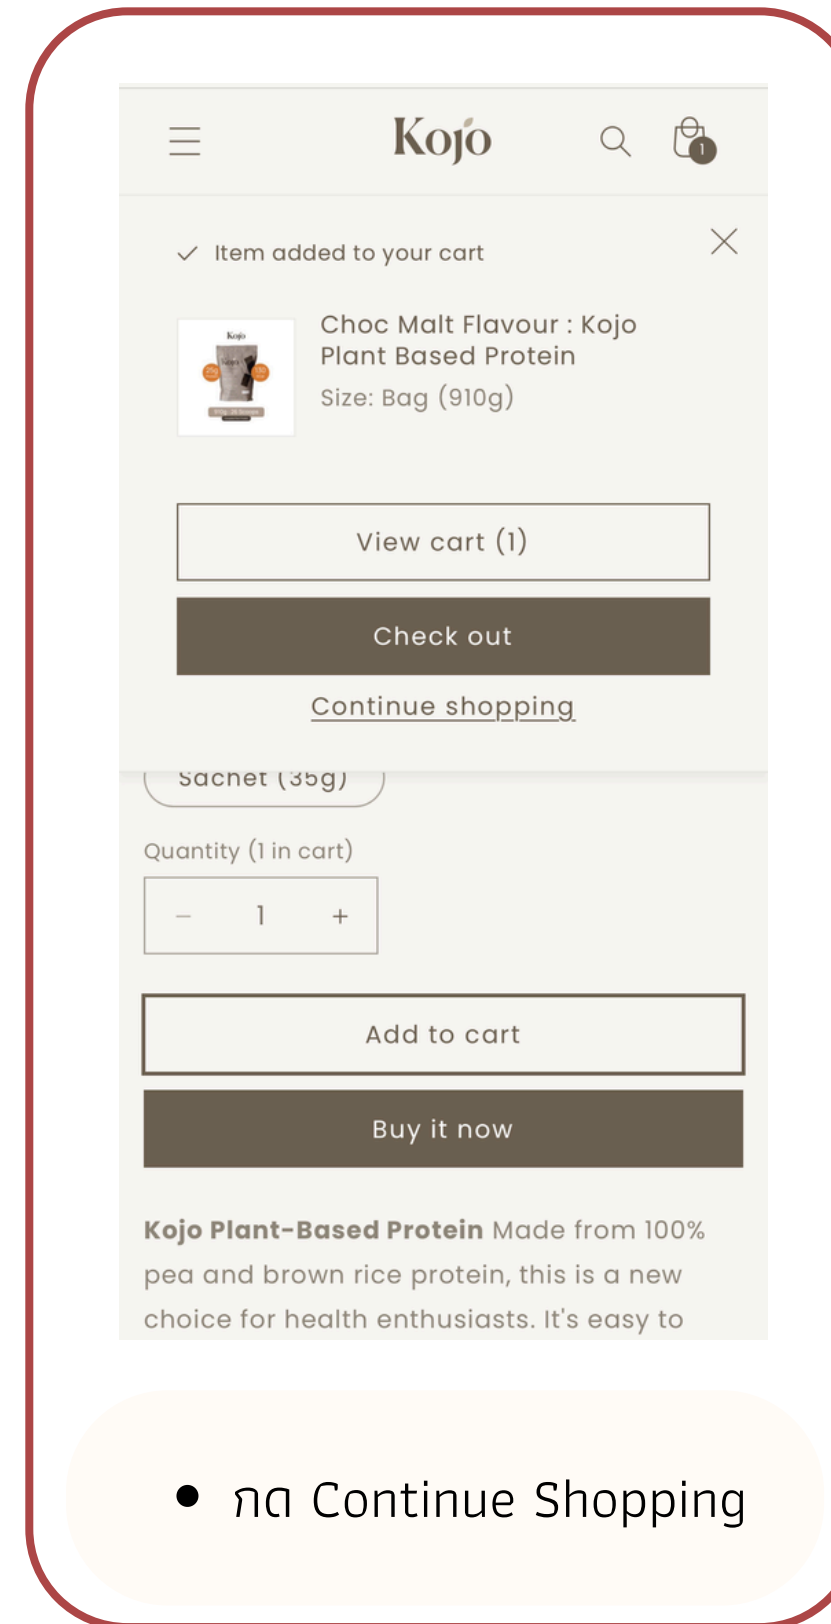 Kojo
1
Item added to your cart
Kojo
Choc Malt Flavour : Kojo
Plant Based Protein
Size: Bag (910g)
View cart (1)
Check out
Continue shopping
Sachet (35g)
Quantity (1 in cart)
− 1 +
Add to cart
Buy it now
Kojo Plant-Based Protein Made from 100%
pea and brown rice protein, this is a new
choice for health enthusiasts. It's easy to
• กด Continue Shopping